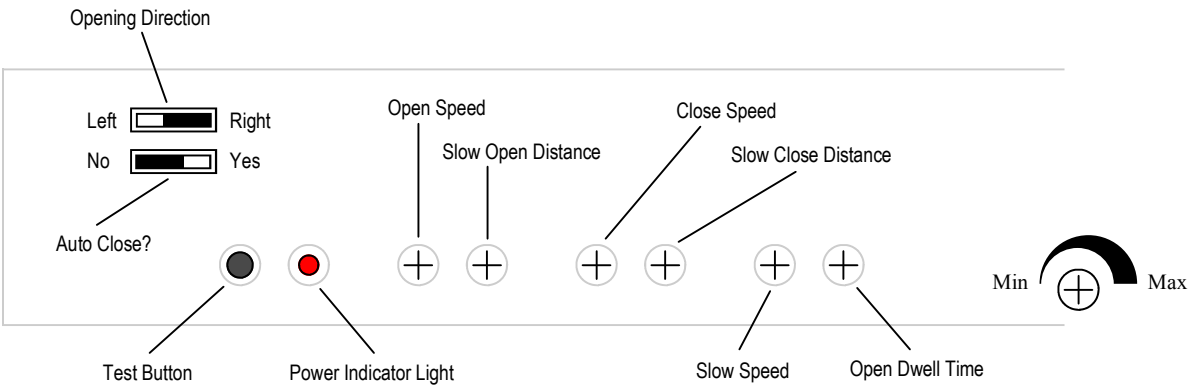 Opening Direction
Left Right
No Yes
Auto Close?
Open Speed
Slow Open Distance
Close Speed
Slow Close Distance
Min Max
Test Button
Power Indicator Light
Slow Speed
Open Dwell Time